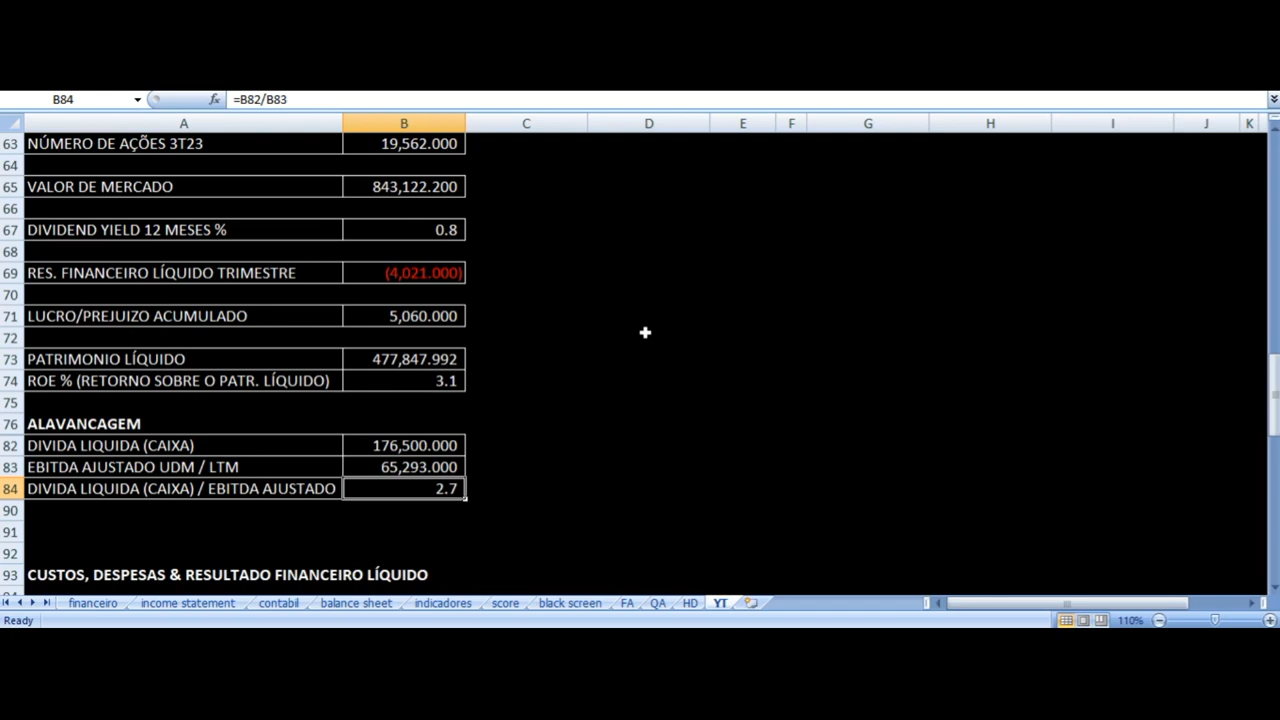 B84 fx =B82/B83
A B C D E F G H I J K
63 NÚMERO DE AÇÕES 3T23 19,562.000
64
65 VALOR DE MERCADO 843,122.200
66
67 DIVIDEND YIELD 12 MESES % 0.8
68
69 RES. FINANCEIRO LÍQUIDO TRIMESTRE (4,021.000)
70
71 LUCRO/PREJUIZO ACUMULADO 5,060.000
72
73 PATRIMONIO LÍQUIDO 477,847.992
74 ROE % (RETORNO SOBRE O PATR. LÍQUIDO) 3.1
75
76 ALAVANCAGEM
82 DIVIDA LIQUIDA (CAIXA) 176,500.000
83 EBITDA AJUSTADO UDM / LTM 65,293.000
84 DIVIDA LIQUIDA (CAIXA) / EBITDA AJUSTADO 2.7
90
91
92
93 CUSTOS, DESPESAS & RESULTADO FINANCEIRO LÍQUIDO
financeiro income statement contabil balance sheet indicadores score black screen FA QA HD YT
Ready 110%